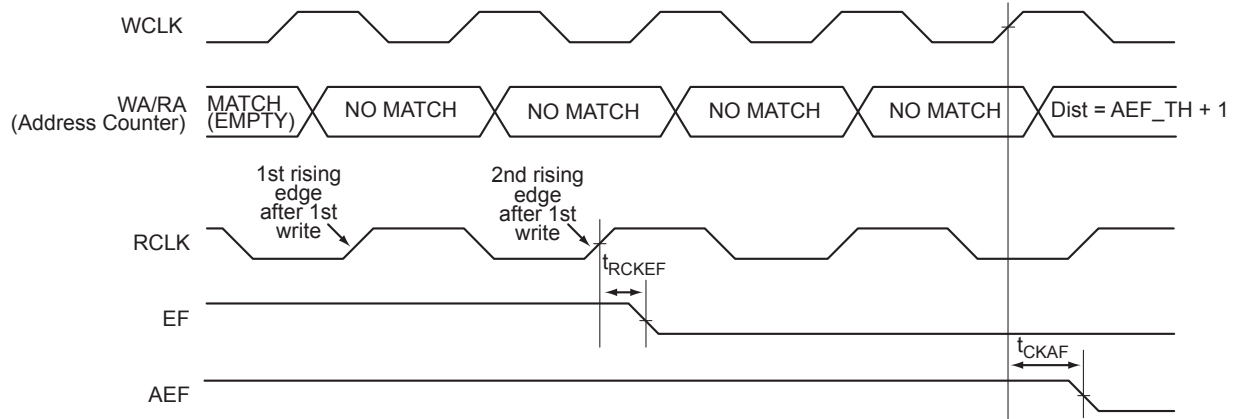 WCLK
WA/RA
(Address Counter)
MATCH
(EMPTY)
NO MATCH
NO MATCH
NO MATCH
NO MATCH
Dist = AEF_TH + 1
1st rising
edge
after 1st
write
2nd rising
edge
after 1st
write
RCLK
tRCKEF
EF
tCKAF
AEF